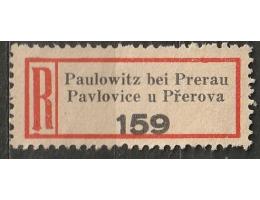 R
Paulowitz bei Prerau
Pavlovice u Přerova
159